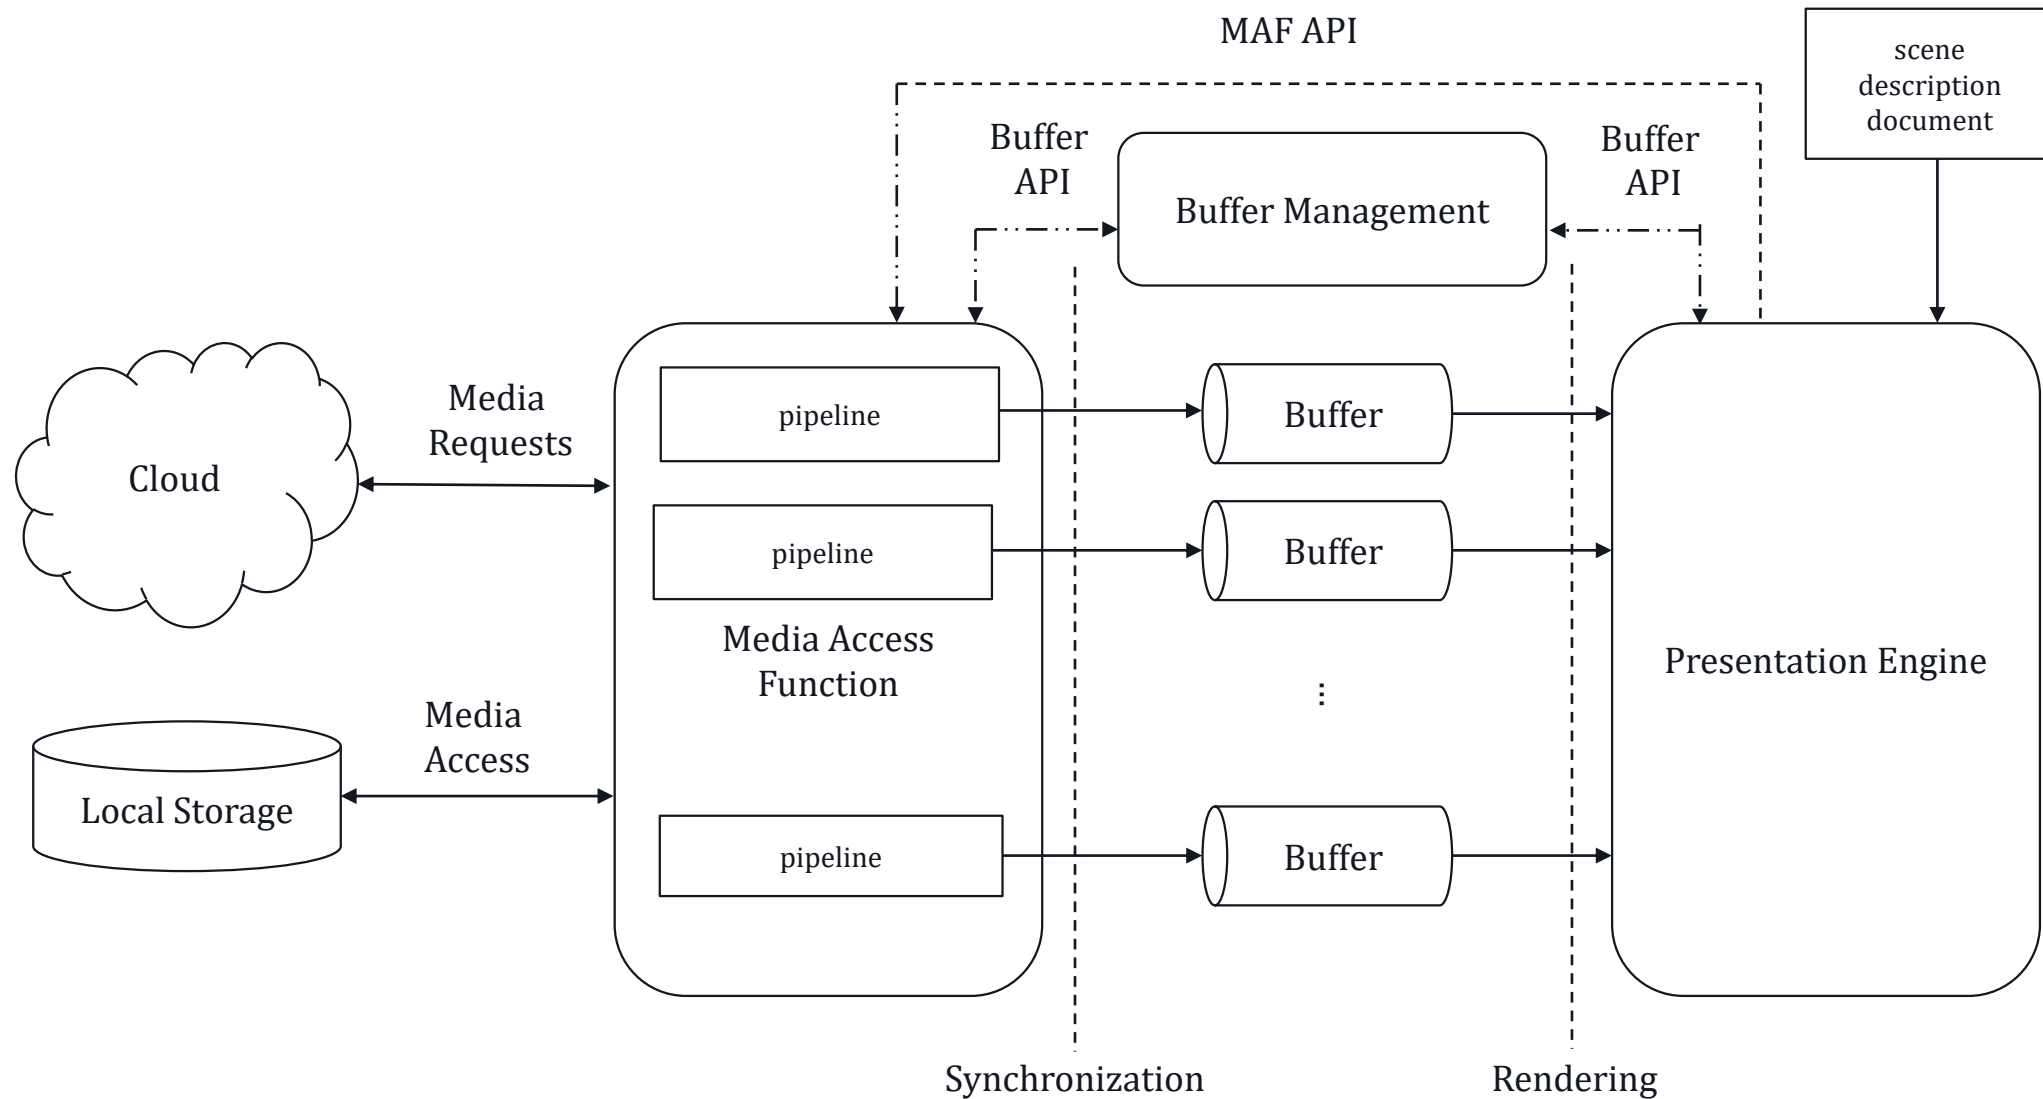 MAF API
scene
description
document
Buffer
API
Buffer Management
Buffer
API
Media
Requests
Cloud
pipeline
Buffer
pipeline
Buffer
Media Access
Function
Presentation Engine
...
Media
Access
Local Storage
pipeline
Buffer
Synchronization
Rendering